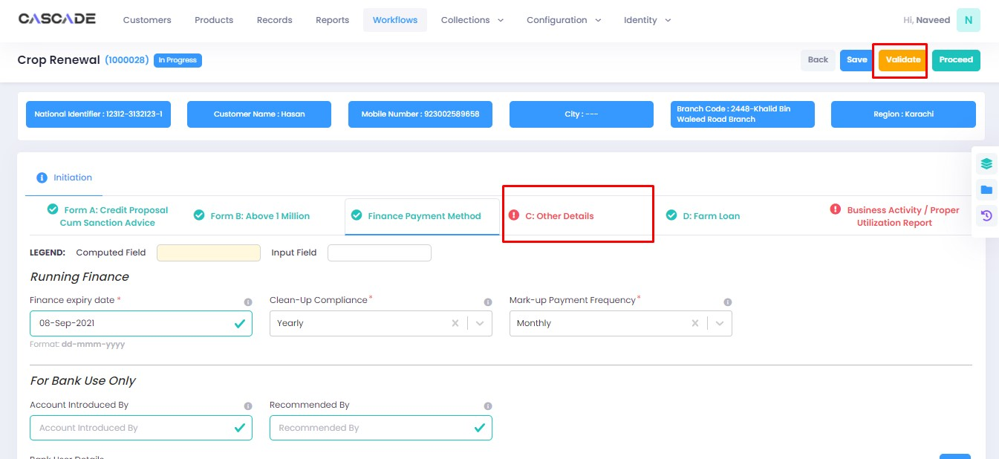 CASCADE
Customers
Products
Records
Reports
Workflows
Collections
Configuration
Identity
Hi, Naveed
N
Crop Renewal (1000028) In Progress
Back
Save
Validate
Proceed
National Identifier : 12312-3132123-1
Customer Name : Hasan
Mobile Number : 923002589658
City : ---
Branch Code : 2448-Khalid Bin
Waleed Road Branch
Region : Karachi
Initiation
Form A: Credit Proposal
Cum Sanction Advice
Form B: Above 1 Million
Finance Payment Method
C: Other Details
D: Farm Loan
Business Activity / Proper
Utilization Report
LEGEND: Computed Field
Input Field
Running Finance
Finance expiry date *
Clean-Up Compliance *
Mark-up Payment Frequency *
08-Sep-2021
Yearly
Monthly
Format: dd-mmm-yyyy
For Bank Use Only
Account Introduced By
Recommended By
Account Introduced By
Recommended By
Bank User Details